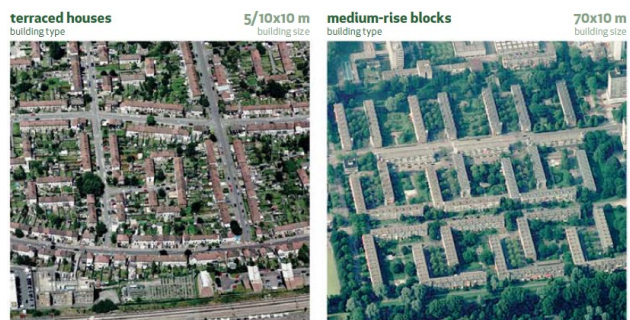 terraced houses 5/10x10 m
building type building size
medium-rise blocks 70x10 m
building type building size